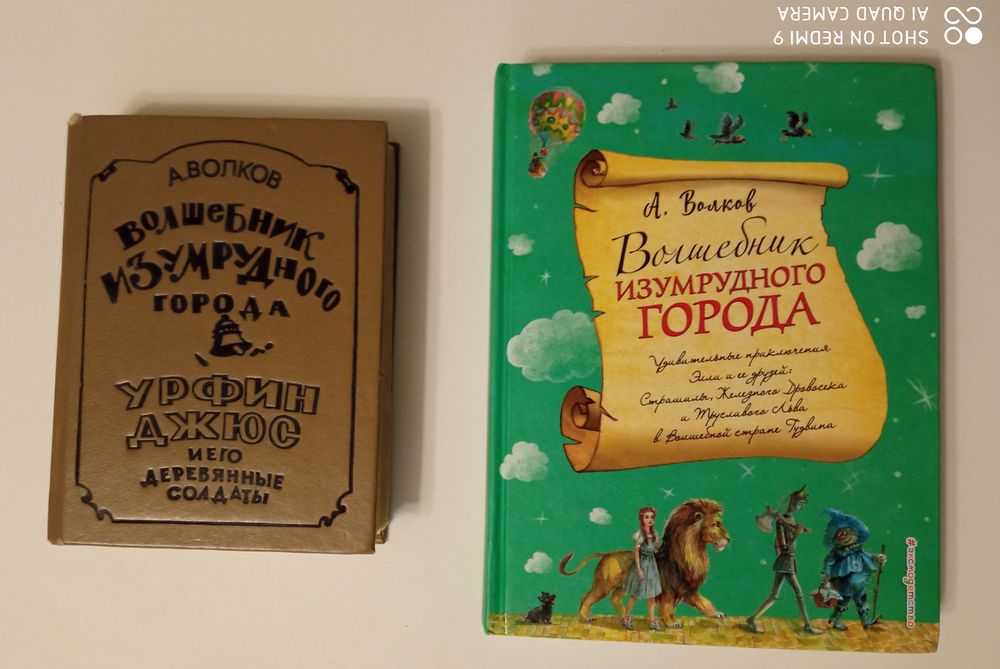 SHOT ON REDMI 9
AI QUAD CAMERA
А.ВОЛКОВ
ВОЛШЕБНИК
ИЗУМРУДНОГО
ГОРОДА
УРФИН
ДЖЮС
И ЕГО
ДЕРЕВЯННЫЕ
СОЛДАТЫ
А. Волков
Волшебник
ИЗУМРУДНОГО
ГОРОДА
Удивительные приключения
Элли и ее друзей:
Страшилы, Железного Дровосека
и Трусливого Льва
в Волшебной стране Гудвина
#эксмодетство